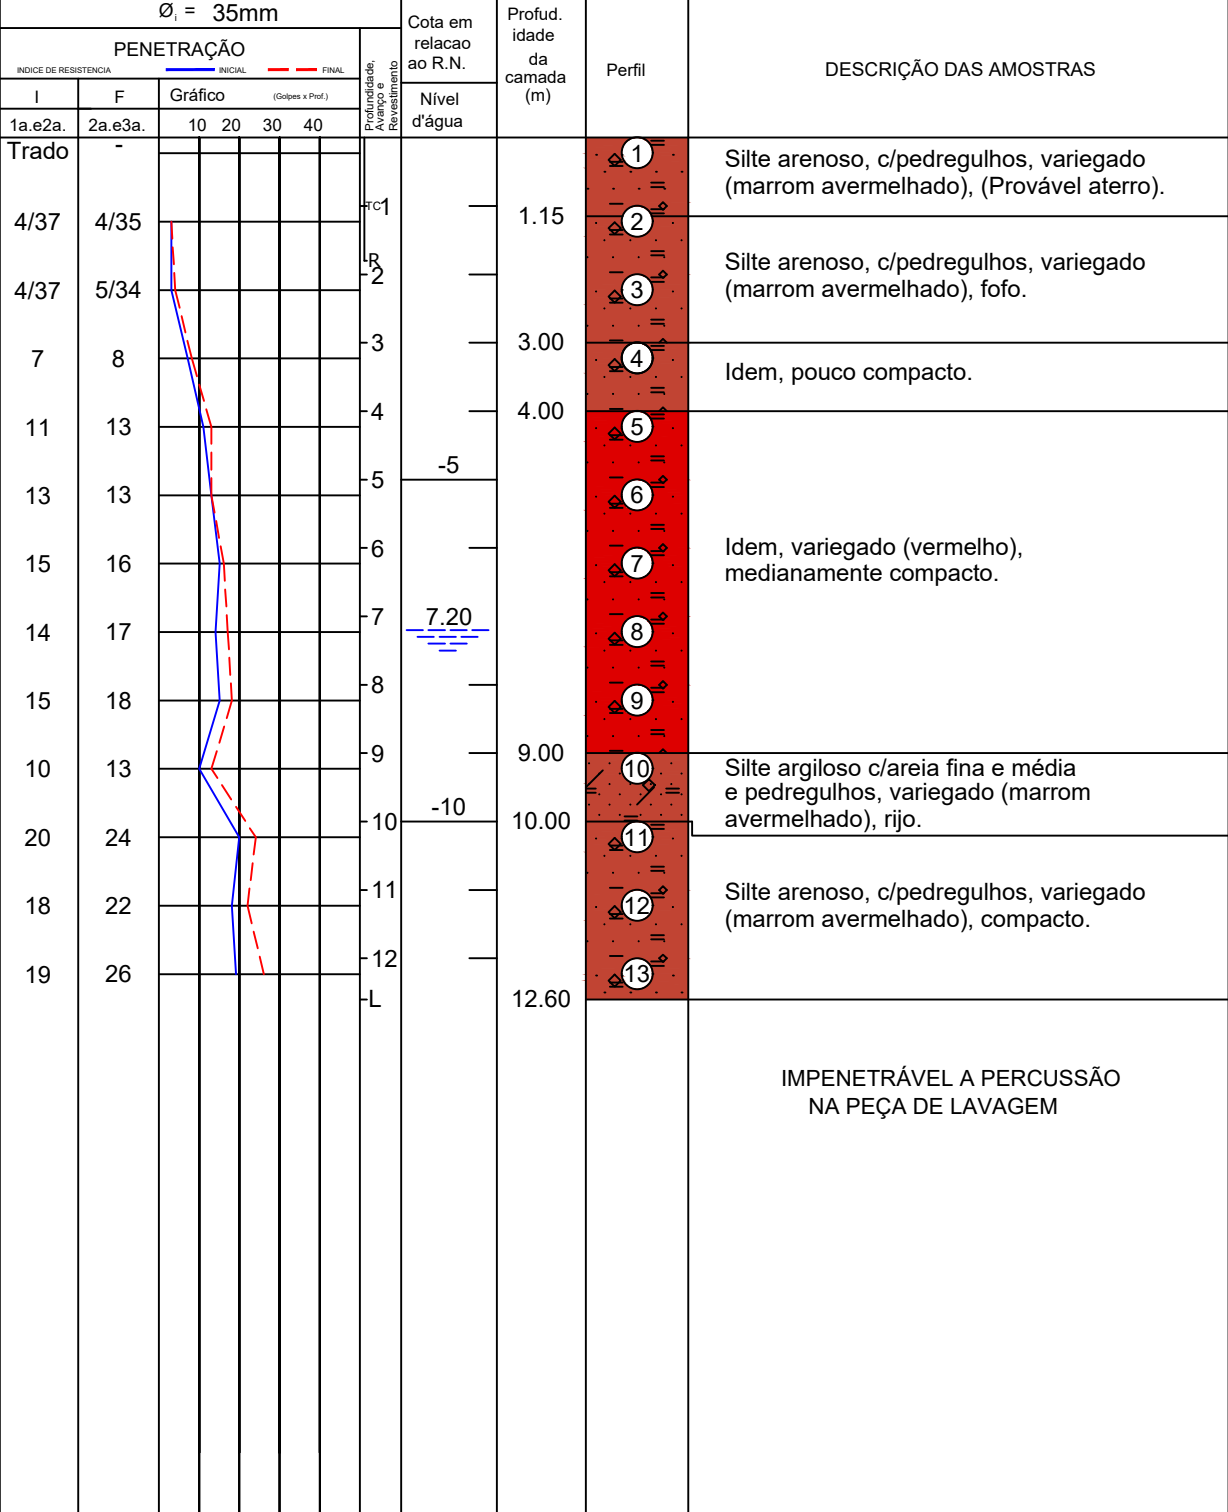 Ø i = 35mm
PENETRAÇÃO
INDICE DE RESISTENCIA
INICIAL
FINAL
I
F
Gráfico
(Golpes x Prof.)
1a.e2a.
2a.e3a.
10 20 30 40
Profundidade,
Avanço e
Revestimento
Cota em
relacao
ao R.N.
Nível
d'água
Profud.
idade
da
camada
(m)
Perfil
DESCRIÇÃO DAS AMOSTRAS
Trado -
1
Silte arenoso, c/pedregulhos, variegado
(marrom avermelhado), (Provável aterro).
TC 1
1.15
4/37 4/35
2
R
2
Silte arenoso, c/pedregulhos, variegado
(marrom avermelhado), fofo.
4/37 5/34
3
3
3.00
7 8
4
Idem, pouco compacto.
4
4.00
11 13
5
-5
5
13 13
6
6
Idem, variegado (vermelho),
medianamente compacto.
15 16
7
7
7.20
14 17
8
8
15 18
9
9
9.00
10 13
10
Silte argiloso c/areia fina e média
e pedregulhos, variegado (marrom
avermelhado), rijo.
-10
10
10.00
20 24
11
11
Silte arenoso, c/pedregulhos, variegado
(marrom avermelhado), compacto.
18 22
12
12
19 26
13
L
12.60
IMPENETRÁVEL A PERCUSSÃO
NA PEÇA DE LAVAGEM